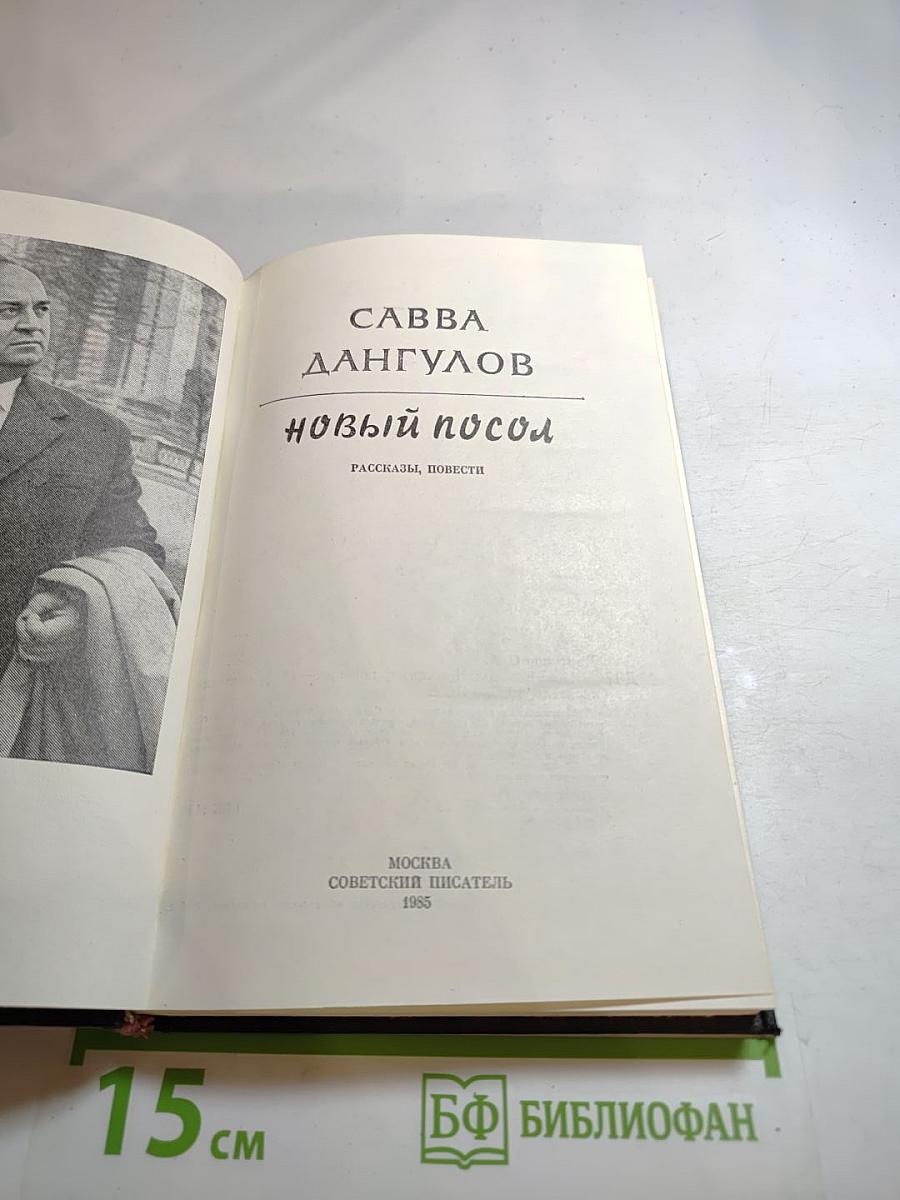 САВВА
ДАНГУЛОВ
НОВЫЙ ПОСОЛ
РАССКАЗЫ, ПОВЕСТИ
МОСКВА
СОВЕТСКИЙ ПИСАТЕЛЬ
1985
15 см
БФ БИБЛИОФАН